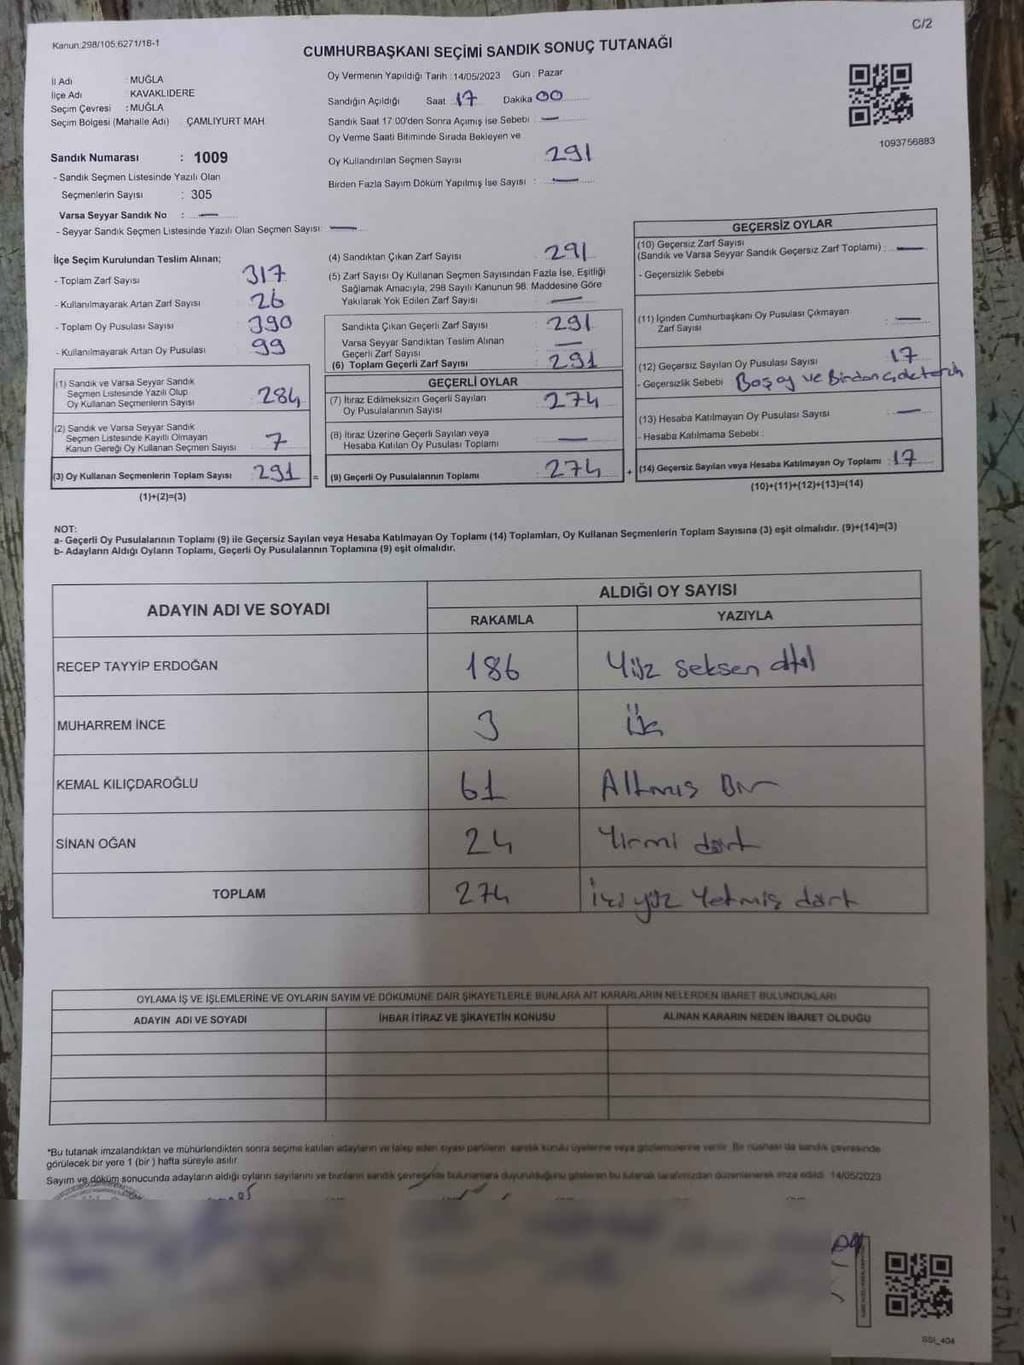 C/2
Kanun:298/105;6271/18-1
CUMHURBAŞKANI SEÇİMİ SANDIK SONUÇ TUTANAĞI
İl Adı : MUĞLA
İlçe Adı : KAVAKLIDERE
Seçim Çevresi : MUĞLA
Seçim Bölgesi (Mahalle Adı) : ÇAMLIYURT MAH
Oy Vermenin Yapıldığı Tarih : 14/05/2023 Gün : Pazar
Sandığın Açıldığı Saat 17 Dakika 00
Sandık Saat 17 00'den Sonra Açımış ise Sebebi : —
Oy Verme Saati Bitiminde Sırada Bekleyen ve
Oy Kullandırılan Seçmen Sayısı 291
Birden Fazla Sayım Döküm Yapılmış İse Sayısı : —
1093756883
Sandık Numarası : 1009
- Sandık Seçmen Listesinde Yazılı Olan
Seçmenlerin Sayısı : 305
Varsa Seyyar Sandık No : —
- Seyyar Sandık Seçmen Listesinde Yazılı Olan Seçmen Sayısı: —
İlçe Seçim Kurulundan Teslim Alınan;
- Toplam Zarf Sayısı 317
- Kullanılmayarak Artan Zarf Sayısı 26
- Toplam Oy Pusulası Sayısı 390
- Kullanılmayarak Artan Oy Pusulası 99
(1) Sandık ve Varsa Seyyar Sandık
Seçmen Listesinde Yazılı Olup
Oy Kullanan Seçmenlerin Sayısı 284
(2) Sandık ve Varsa Seyyar Sandık
Seçmen Listesinde Kayıtlı Olmayan
Kanun Gereği Oy Kullanan Seçmen Sayısı 7
(3) Oy Kullanan Seçmenlerin Toplam Sayısı 291 =
(1)+(2)=(3)
(4) Sandıktan Çıkan Zarf Sayısı : 291
(5) Zarf Sayısı Oy Kullanan Seçmen Sayısından Fazla İse, Eşitliği
Sağlamak Amacıyla, 298 Sayılı Kanunun 98. Maddesine Göre
Yakılarak Yok Edilen Zarf Sayısı : —
Sandıkta Çıkan Geçerli Zarf Sayısı : 291
Varsa Seyyar Sandıktan Teslim Alınan
Geçerli Zarf Sayısı : —
(6) Toplam Geçerli Zarf Sayısı : 291
GEÇERLİ OYLAR
(7) İtiraz Edilmeksizin Geçerli Sayılan
Oy Pusulalarının Sayısı : 274
(8) İtiraz Üzerine Geçerli Sayılan veya
Hesaba Katılan Oy Pusulası Toplamı : —
(9) Geçerli Oy Pusulalarının Toplamı : 274 +
GEÇERSİZ OYLAR
(10) Geçersiz Zarf Sayısı
(Sandık ve Varsa Seyyar Sandık Geçersiz Zarf Toplamı) : —
- Geçersizlik Sebebi
(11) İçinden Cumhurbaşkanı Oy Pusulası Çıkmayan
Zarf Sayısı : —
(12) Geçersiz Sayılan Oy Pusulası Sayısı : 17
- Geçersizlik Sebebi Boş oy ve Birden
(13) Hesaba Katılmayan Oy Pusulası Sayısı : —
- Hesaba Katılmama Sebebi :
(14) Geçersiz Sayılan veya Hesaba Katılmayan Oy Toplamı : 17
(10)+(11)+(12)+(13)=(14)
NOT:
a- Geçerli Oy Pusulalarının Toplamı (9) ile Geçersiz Sayılan veya Hesaba Katılmayan Oy Toplamı (14) Toplamları, Oy Kullanan Seçmenlerin Toplam Sayısına (3) eşit olmalıdır. (9)+(14)=(3)
b- Adayların Aldığı Oyların Toplamı, Geçerli Oy Pusulalarının Toplamına (9) eşit olmalıdır.
ADAYIN ADI VE SOYADI ALDIĞI OY SAYISI
RAKAMLA YAZIYLA
RECEP TAYYİP ERDOĞAN 186 Yüz seksen altı
MUHARREM İNCE 3 Üç
KEMAL KILIÇDAROĞLU 61 Altmış Bir
SİNAN OĞAN 24 Yirmi dört
TOPLAM 274 İki yüz Yetmiş dört
OYLAMA İŞ VE İŞLEMLERİNE VE OYLARIN SAYIM VE DÖKÜMÜNE DAİR ŞİKAYETLERLE BUNLARA AİT KARARLARIN NELERDEN İBARET BULUNDUKLARI
ADAYIN ADI VE SOYADI İHBAR İTİRAZ VE ŞİKAYETİN KONUSU ALINAN KARARIN NEDEN İBARET OLDUĞU
*Bu tutanak imzalandıktan ve mühürlendikten sonra seçime katılan adayların ve talep eden siyasi partilerin sandık kurulu üyelerine veya gözlemcilerine verilir. Bir nüshası da sandık çevresinde
görülecek bir yere 1 (bir) hafta süreyle asılır.
Sayım ve döküm sonucunda adayların aldığı oyların sayılarını ve bunların sandık çevresinde bulunanlara duyurulduğunu gösteren bu tutanak tarafımızdan düzenlenerek imza edildi. 14/05/2023
SSI_404